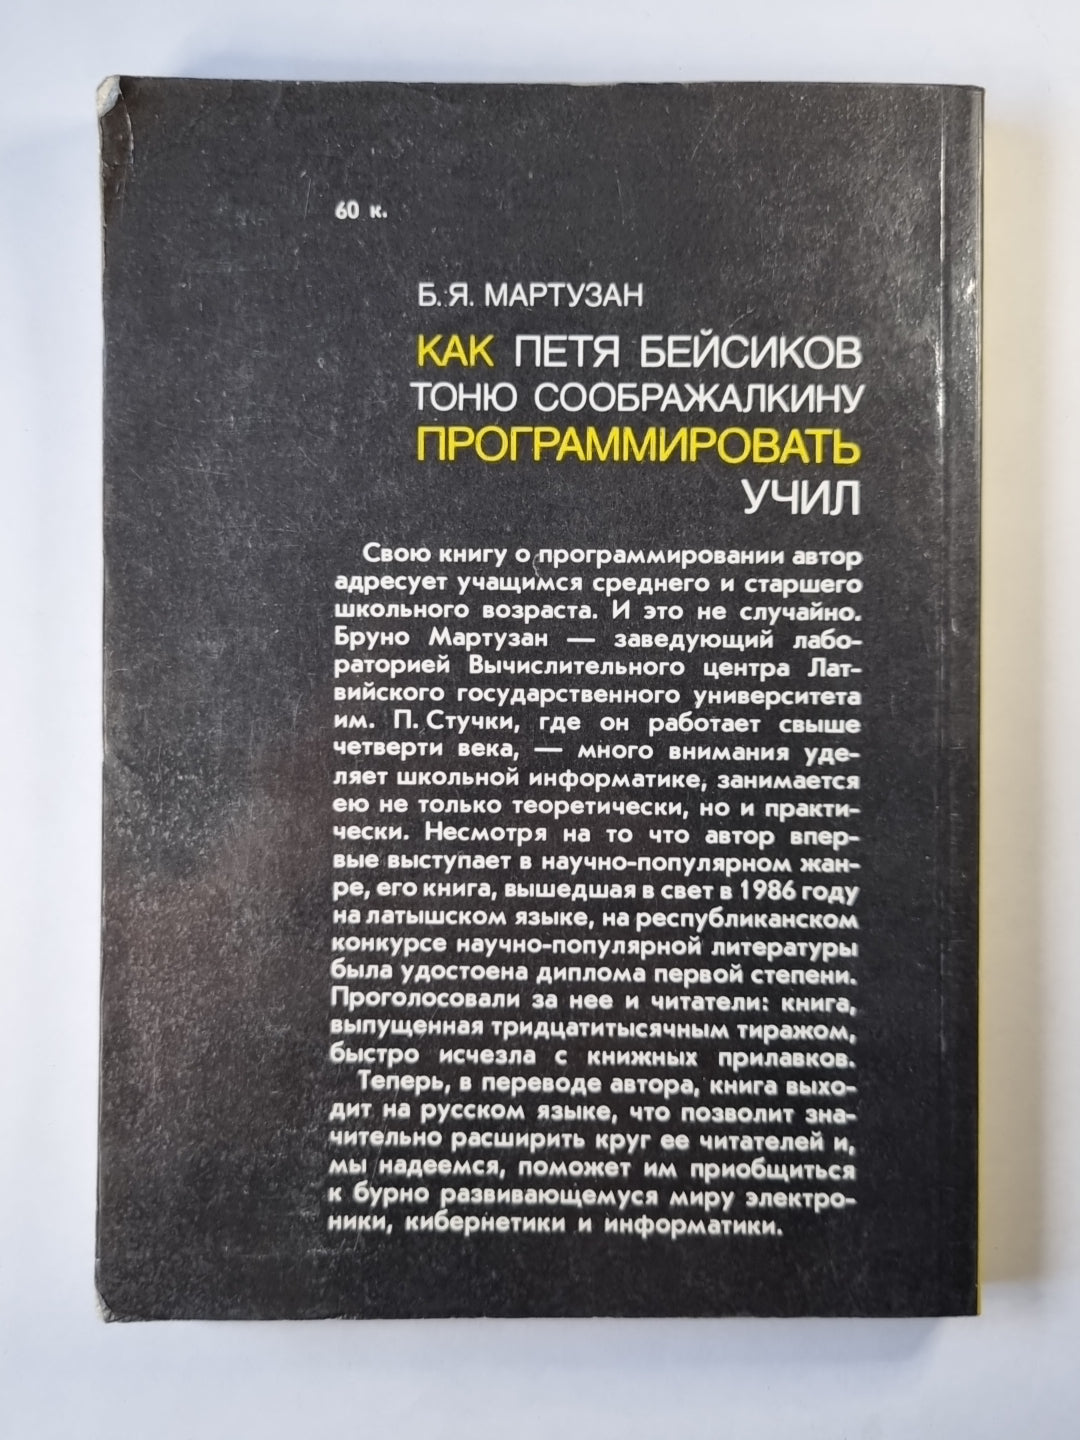 60 к.
Б. Я. МАРТУЗАН
КАК ПЕТЯ БЕЙСИКОВ
ТОНЮ СООБРАЖАЛКИНУ
ПРОГРАММИРОВАТЬ
УЧИЛ
Свою книгу о программировании автор
адресует учащимся среднего и старшего
школьного возраста. И это не случайно.
Бруно Мартузан — заведующий лабо-
раторией Вычислительного центра Лат-
вийского государственного университета
им. П. Стучки, где он работает свыше
четверти века, — много внимания уде-
ляет школьной информатике, занимается
ею не только теоретически, но и практи-
чески. Несмотря на то что автор впер-
вые выступает в научно-популярном жан-
ре, его книга, вышедшая в свет в 1986 году
на латышском языке, на республиканском
конкурсе научно-популярной литературы
была удостоена диплома первой степени.
Проголосовали за нее и читатели: книга,
выпущенная тридцатитысячным тиражом,
быстро исчезла с книжных прилавков.
Теперь, в переводе автора, книга выхо-
дит на русском языке, что позволит зна-
чительно расширить круг ее читателей и,
мы надеемся, поможет им приобщиться
к бурно развивающемуся миру электро-
ники, кибернетики и информатики.